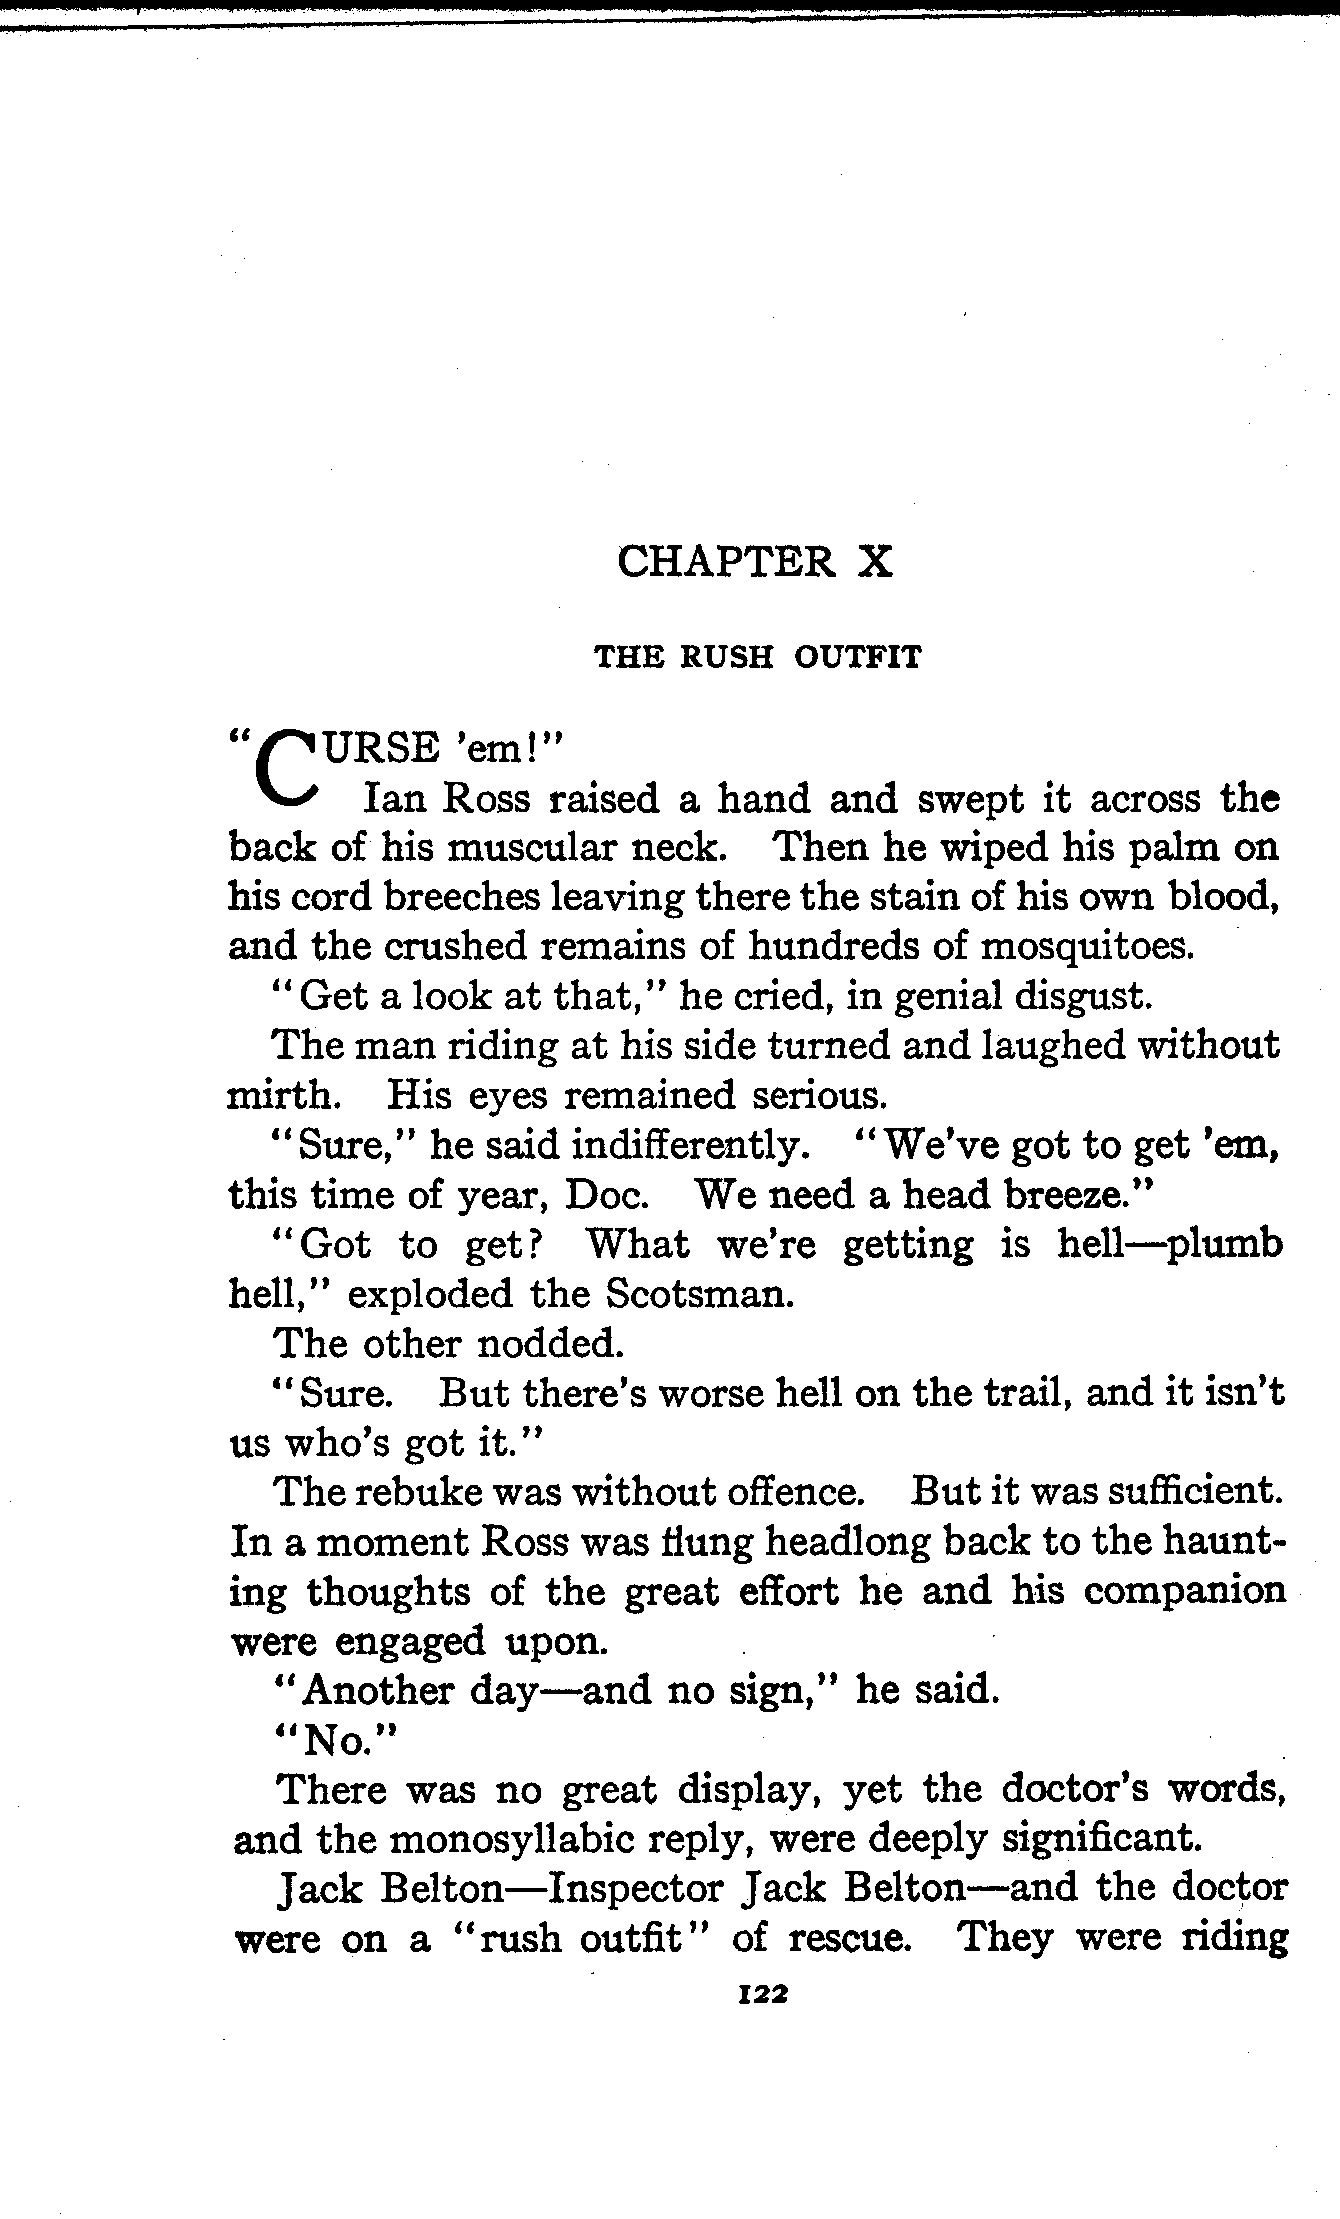 CHAPTER X
THE RUSH OUTFIT
"CURSE 'em!"
Ian Ross raised a hand and swept it across the
back of his muscular neck. Then he wiped his palm on
his cord breeches leaving there the stain of his own blood,
and the crushed remains of hundreds of mosquitoes.
"Get a look at that," he cried, in genial disgust.
The man riding at his side turned and laughed without
mirth. His eyes remained serious.
"Sure," he said indifferently. "We've got to get 'em,
this time of year, Doc. We need a head breeze."
"Got to get? What we're getting is hell—plumb
hell," exploded the Scotsman.
The other nodded.
"Sure. But there's worse hell on the trail, and it isn't
us who's got it."
The rebuke was without offence. But it was sufficient.
In a moment Ross was flung headlong back to the haunt-
ing thoughts of the great effort he and his companion
were engaged upon.
"Another day—and no sign," he said.
"No."
There was no great display, yet the doctor's words,
and the monosyllabic reply, were deeply significant.
Jack Belton—Inspector Jack Belton—and the doctor
were on a "rush outfit" of rescue. They were riding
122